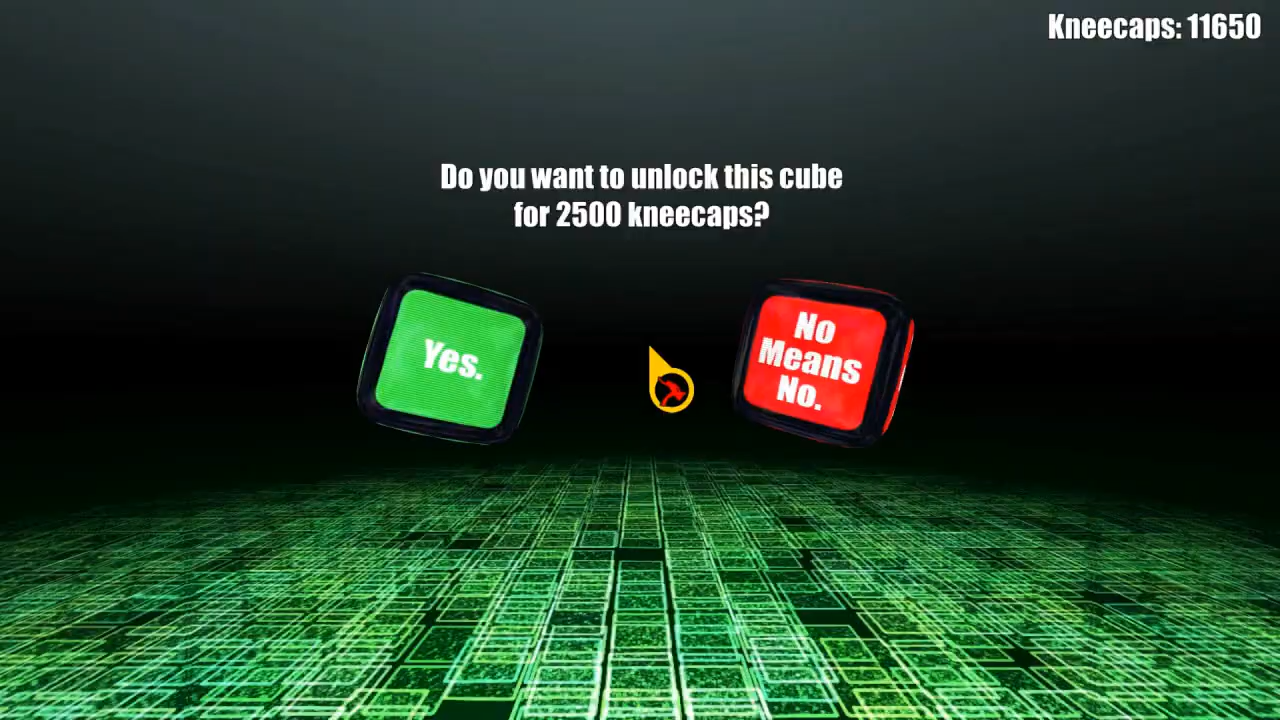 Kneecaps: 11650
Do you want to unlock this cube
for 2500 kneecaps?
Yes.
No
Means
No.